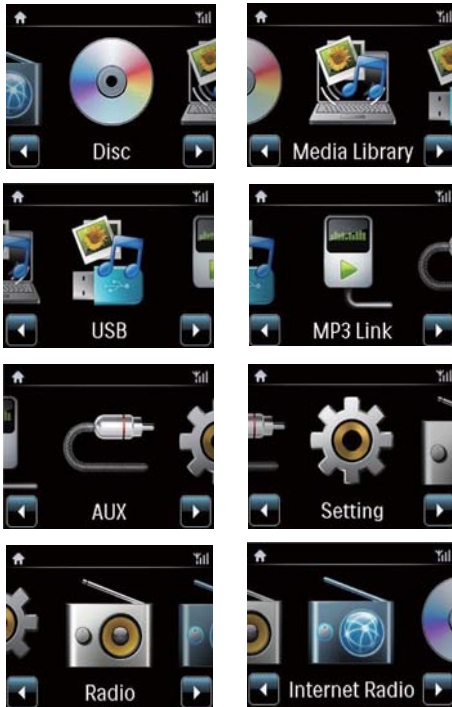 Disc
Media Library
USB
MP3 Link
AUX
Setting
Radio
Internet Radio